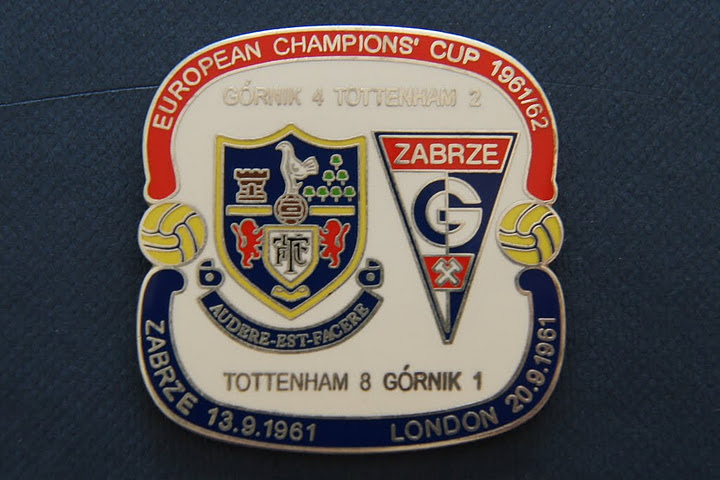 EUROPEAN CHAMPIONS' CUP 1961/62
GÓRNIK 4 TOTTENHAM 2
ZABRZE
G
TFHC
AUDERE-EST-FACERE
TOTTENHAM 8 GÓRNIK 1
ZABRZE 13.9.1961
LONDON 20.9.1961